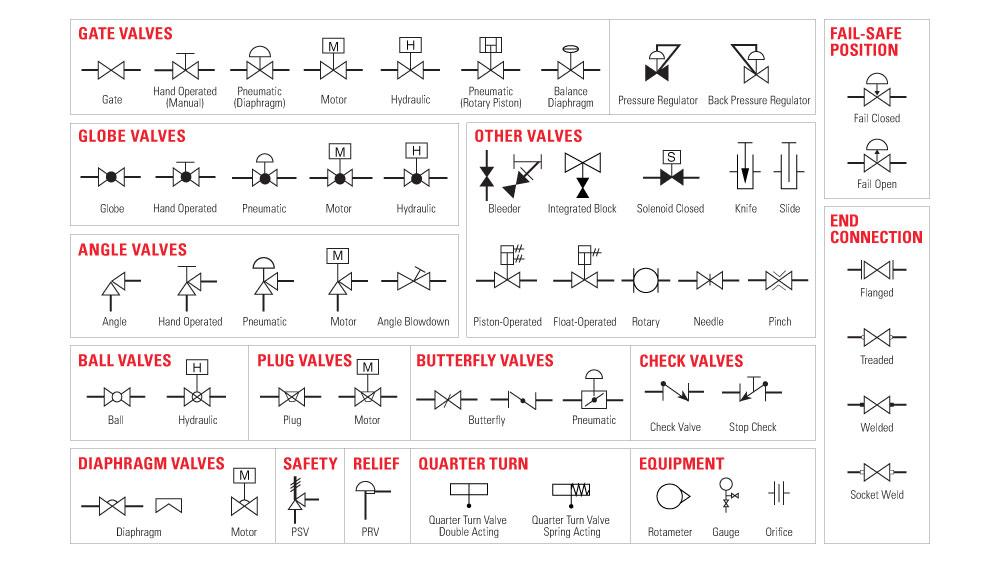 GATE VALVES
M
H
Gate
Hand Operated
(Manual)
Pneumatic
(Diaphragm)
Motor
Hydraulic
Pneumatic
(Rotary Piston)
Balance
Diaphragm
Pressure Regulator
Back Pressure Regulator
FAIL-SAFE
POSITION
Fail Closed
Fail Open
GLOBE VALVES
M
H
Globe
Hand Operated
Pneumatic
Motor
Hydraulic
OTHER VALVES
S
Bleeder
Integrated Block
Solenoid Closed
Knife
Slide
Piston-Operated
Float-Operated
Rotary
Needle
Pinch
ANGLE VALVES
M
Angle
Hand Operated
Pneumatic
Motor
Angle Blowdown
END
CONNECTION
Flanged
Treaded
Welded
Socket Weld
BALL VALVES
H
Ball
Hydraulic
PLUG VALVES
M
Plug
Motor
BUTTERFLY VALVES
Butterfly
Pneumatic
CHECK VALVES
Check Valve
Stop Check
DIAPHRAGM VALVES
M
Diaphragm
Motor
SAFETY
PSV
RELIEF
PRV
QUARTER TURN
Quarter Turn Valve
Double Acting
Quarter Turn Valve
Spring Acting
EQUIPMENT
Rotameter
Gauge
Orifice